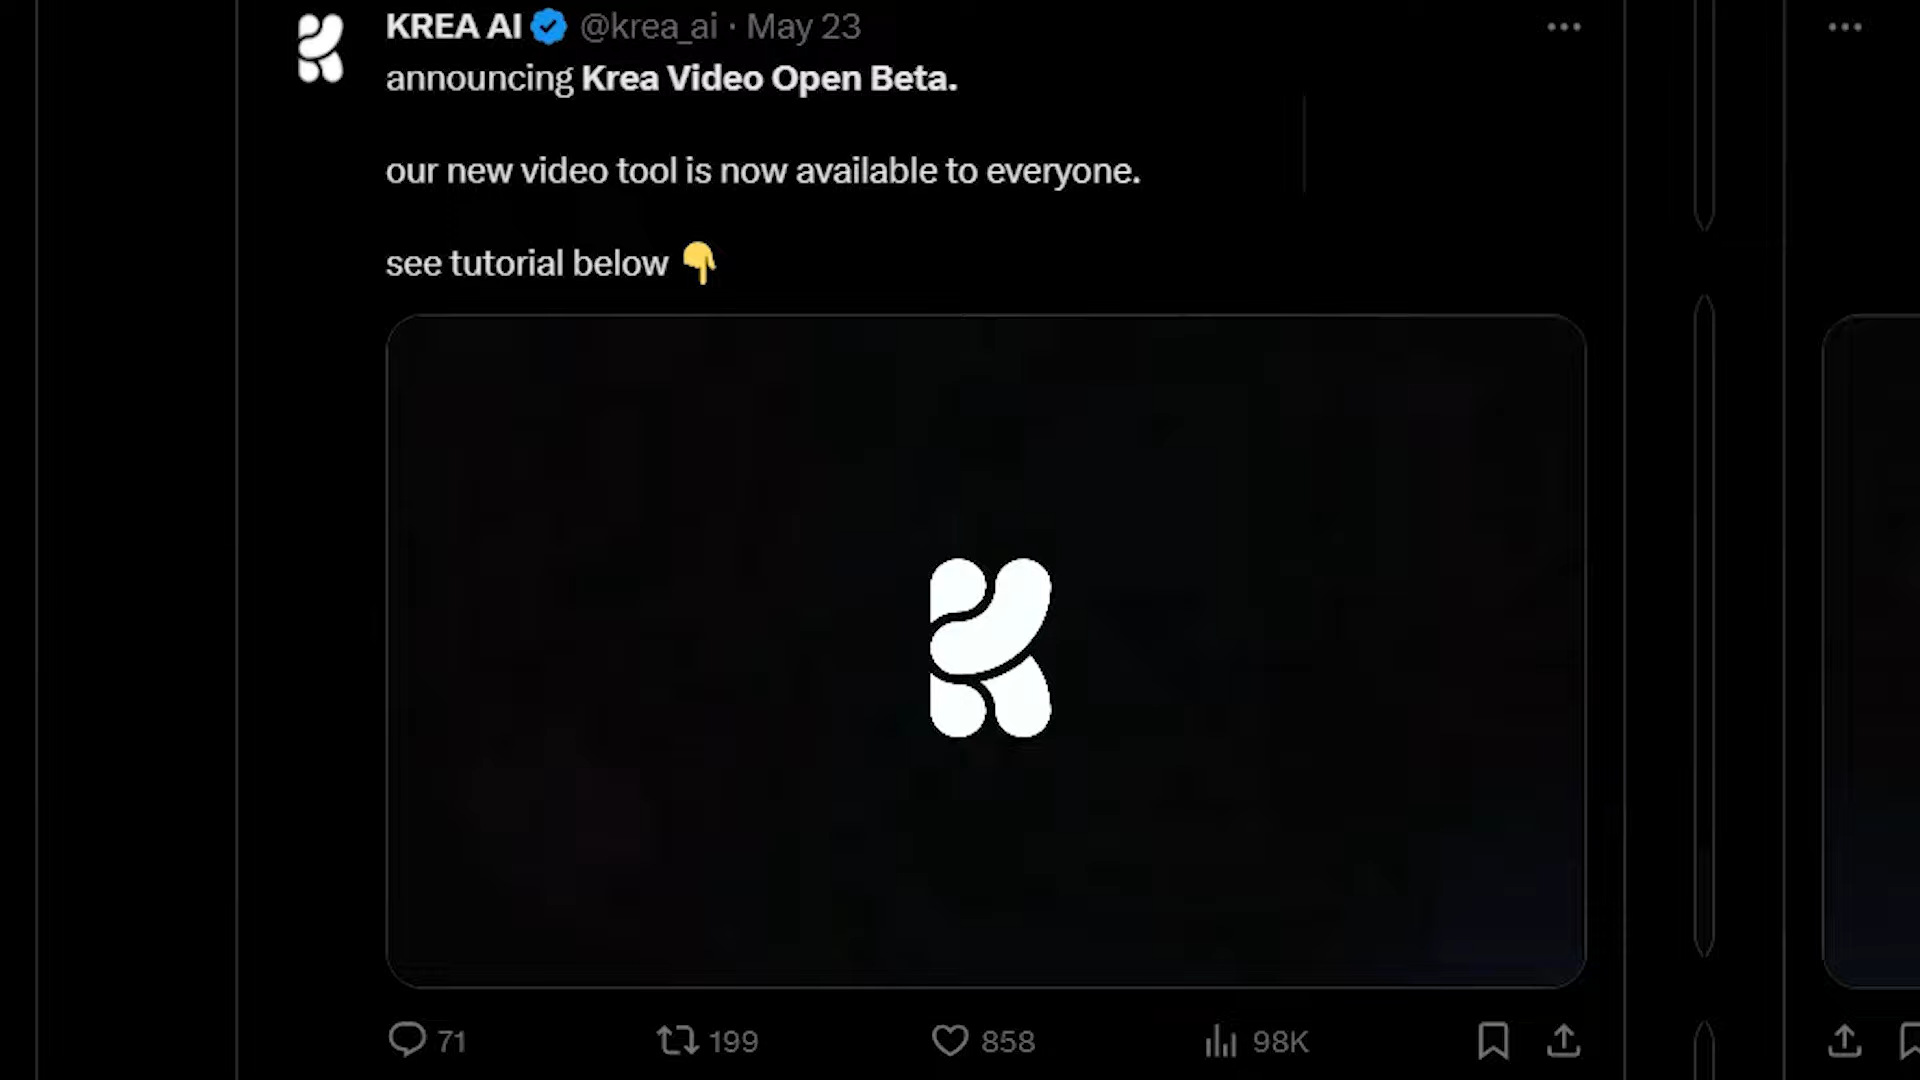 KREA AI @krea_ai · May 23
announcing Krea Video Open Beta.
our new video tool is now available to everyone.
see tutorial below 👇
71 199 858 98K